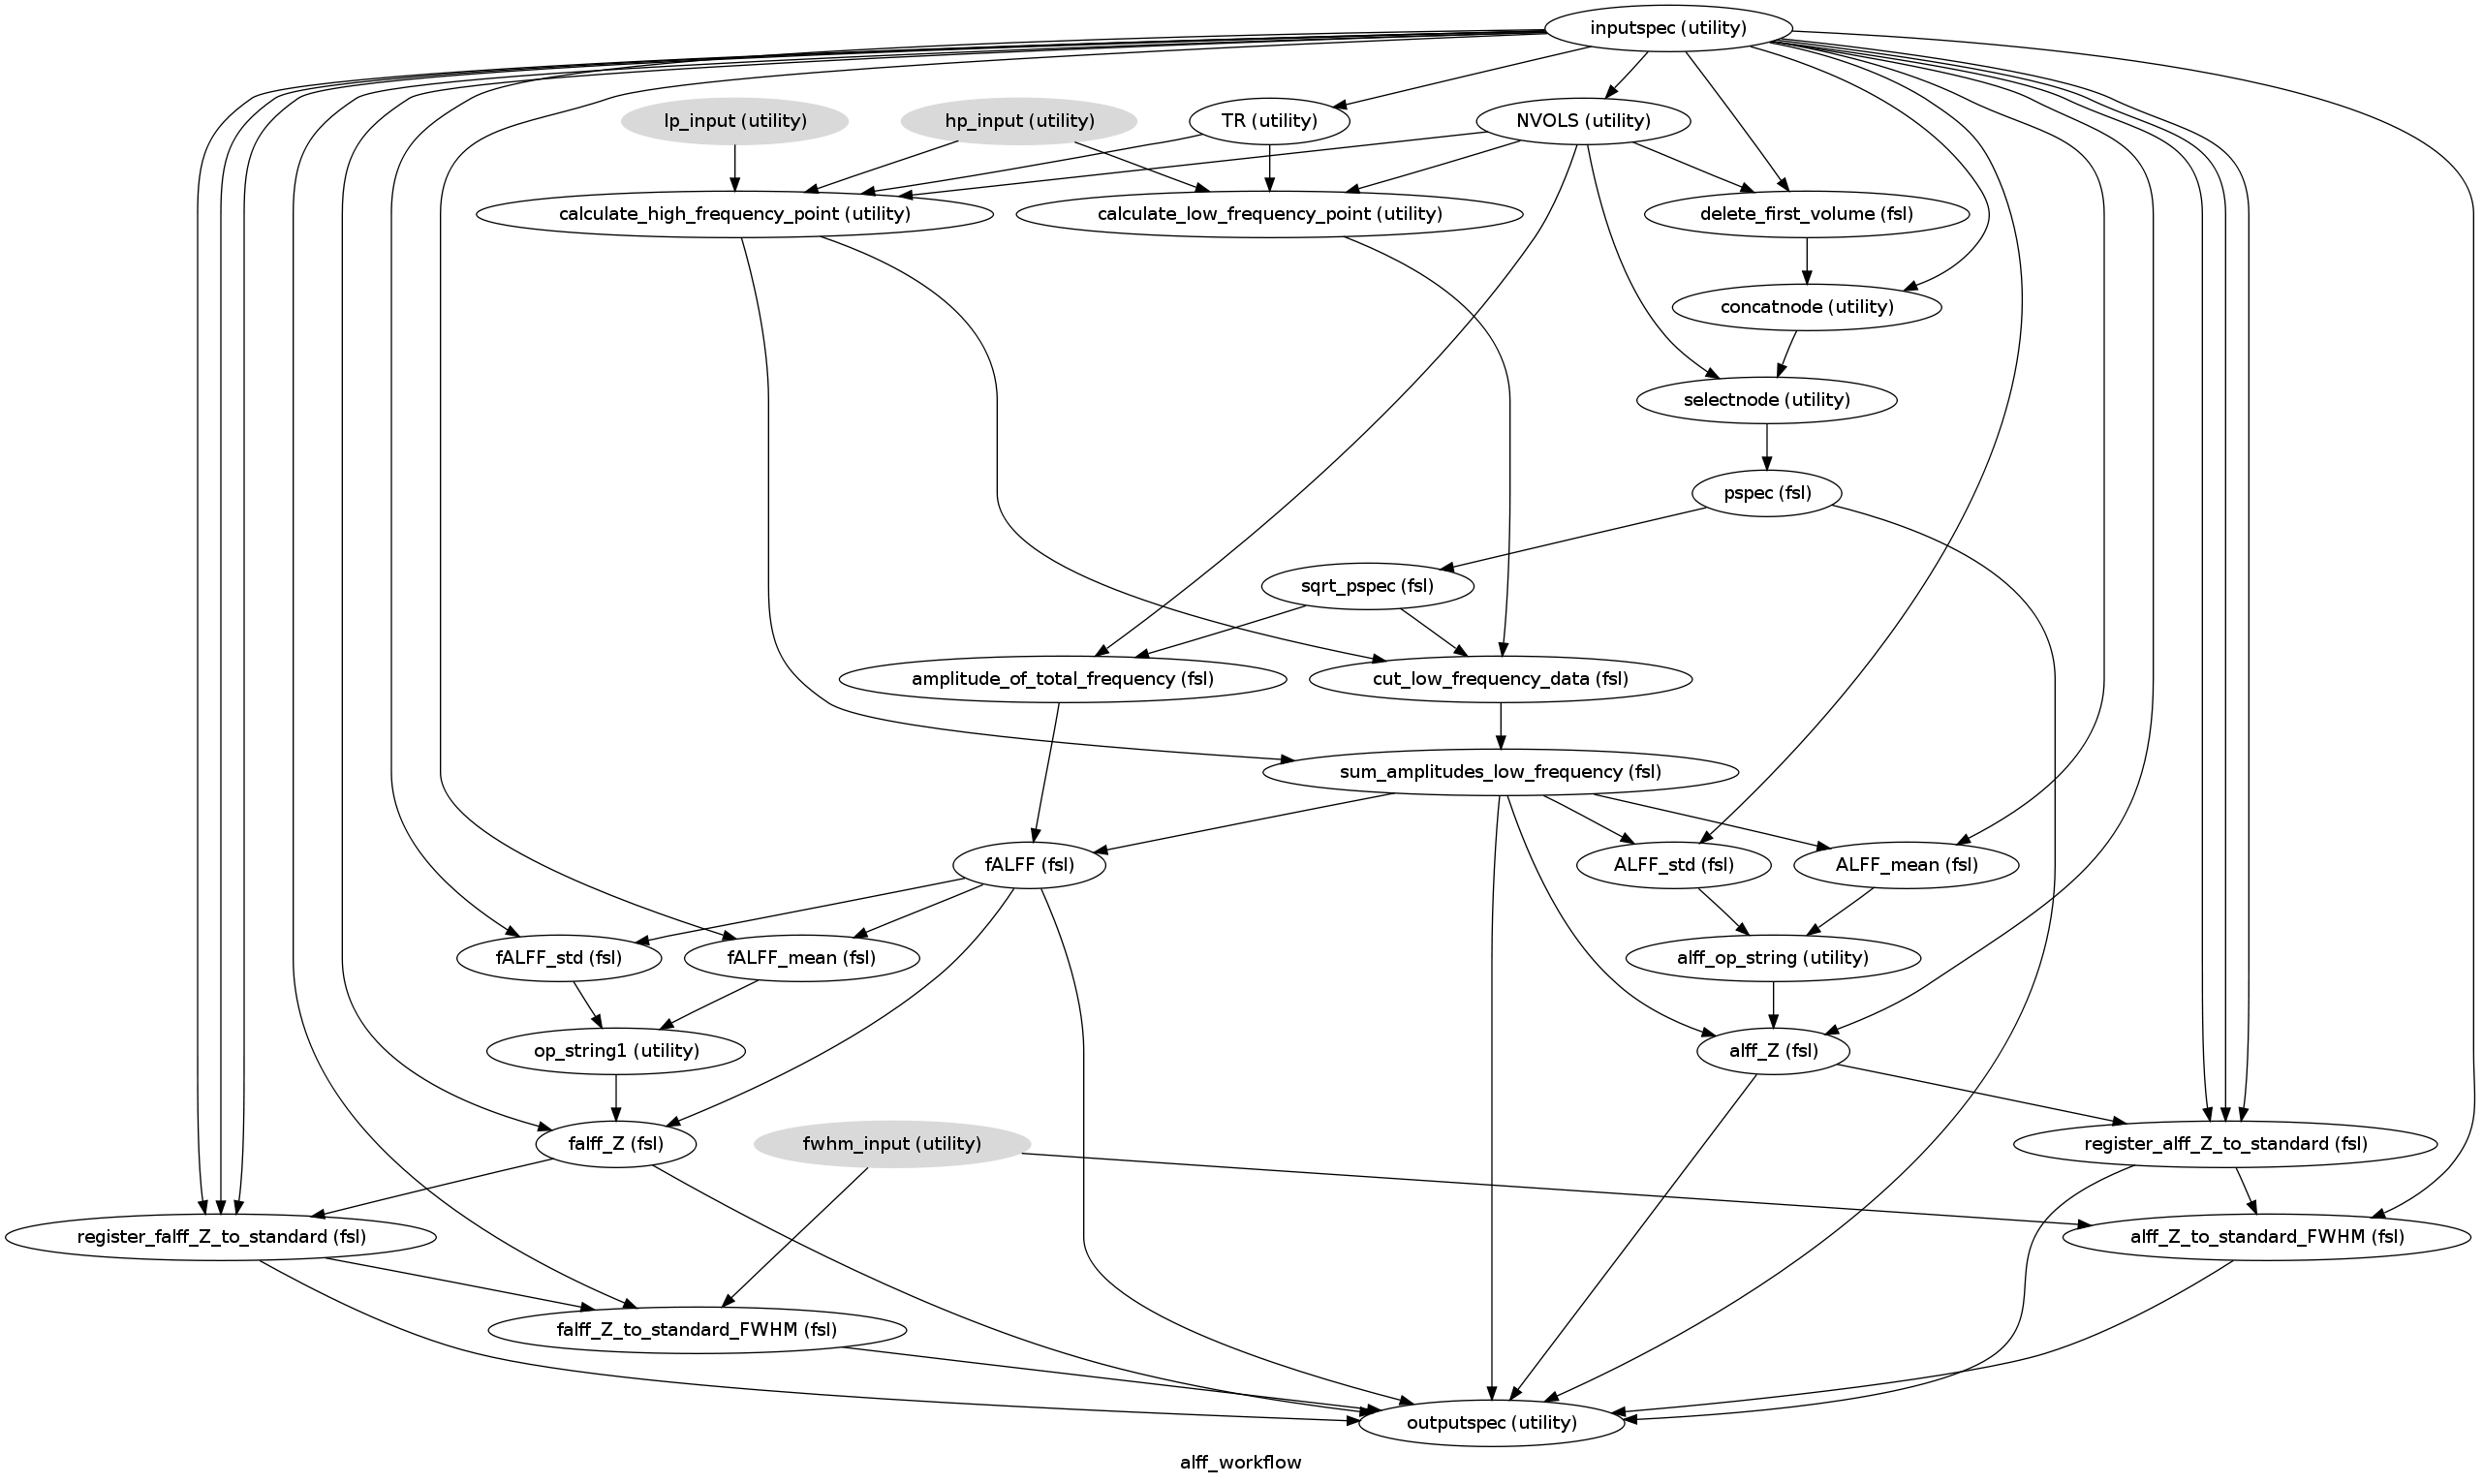 inputspec (utility)
lp_input (utility)
hp_input (utility)
TR (utility)
NVOLS (utility)
calculate_high_frequency_point (utility)
calculate_low_frequency_point (utility)
delete_first_volume (fsl)
concatnode (utility)
selectnode (utility)
pspec (fsl)
sqrt_pspec (fsl)
amplitude_of_total_frequency (fsl)
cut_low_frequency_data (fsl)
sum_amplitudes_low_frequency (fsl)
fALFF (fsl)
ALFF_std (fsl)
ALFF_mean (fsl)
fALFF_std (fsl)
fALFF_mean (fsl)
alff_op_string (utility)
op_string1 (utility)
alff_Z (fsl)
falff_Z (fsl)
fwhm_input (utility)
register_alff_Z_to_standard (fsl)
register_falff_Z_to_standard (fsl)
alff_Z_to_standard_FWHM (fsl)
falff_Z_to_standard_FWHM (fsl)
outputspec (utility)
alff_workflow